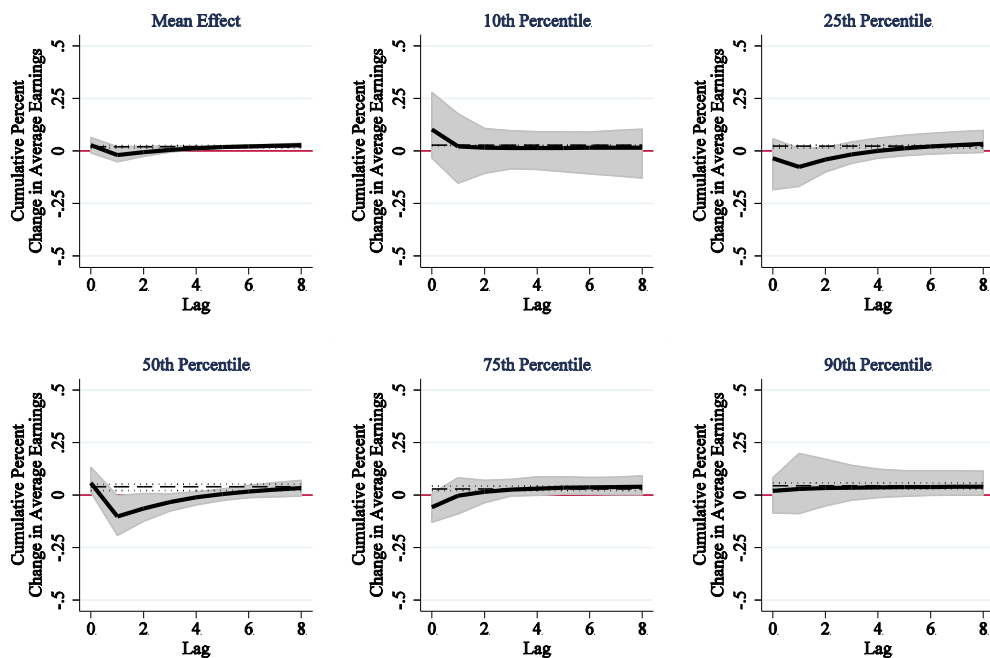 Mean Effect
Cumulative Percent
Change in Average Earnings
.5
.25
0
-.25
-.5
0 2 4 6 8
Lag
10th Percentile
Cumulative Percent
Change in Average Earnings
.5
.25
0
-.25
-.5
0 2 4 6 8
Lag
25th Percentile
Cumulative Percent
Change in Average Earnings
.5
.25
0
-.25
-.5
0 2 4 6 8
Lag
50th Percentile
Cumulative Percent
Change in Average Earnings
.5
.25
0
-.25
-.5
0 2 4 6 8
Lag
75th Percentile
Cumulative Percent
Change in Average Earnings
.5
.25
0
-.25
-.5
0 2 4 6 8
Lag
90th Percentile
Cumulative Percent
Change in Average Earnings
.5
.25
0
-.25
-.5
0 2 4 6 8
Lag